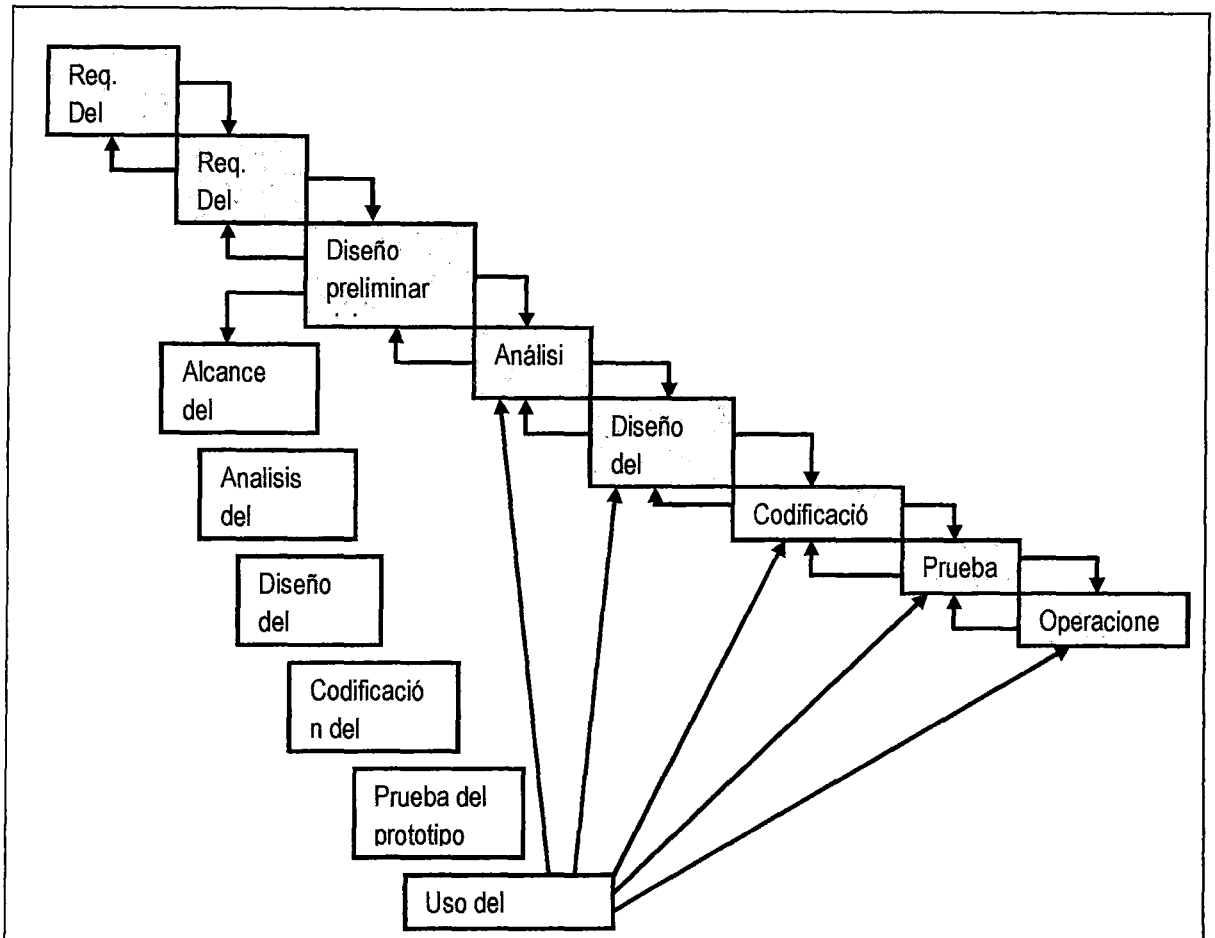 Req.
Del
Req.
Del
Diseño
preliminar
Alcance
del
Análisi
Analisis
del
Diseño
del
Diseño
del
Codificació
Codificació
n del
Prueba
Operacione
Prueba del
prototipo
Uso del